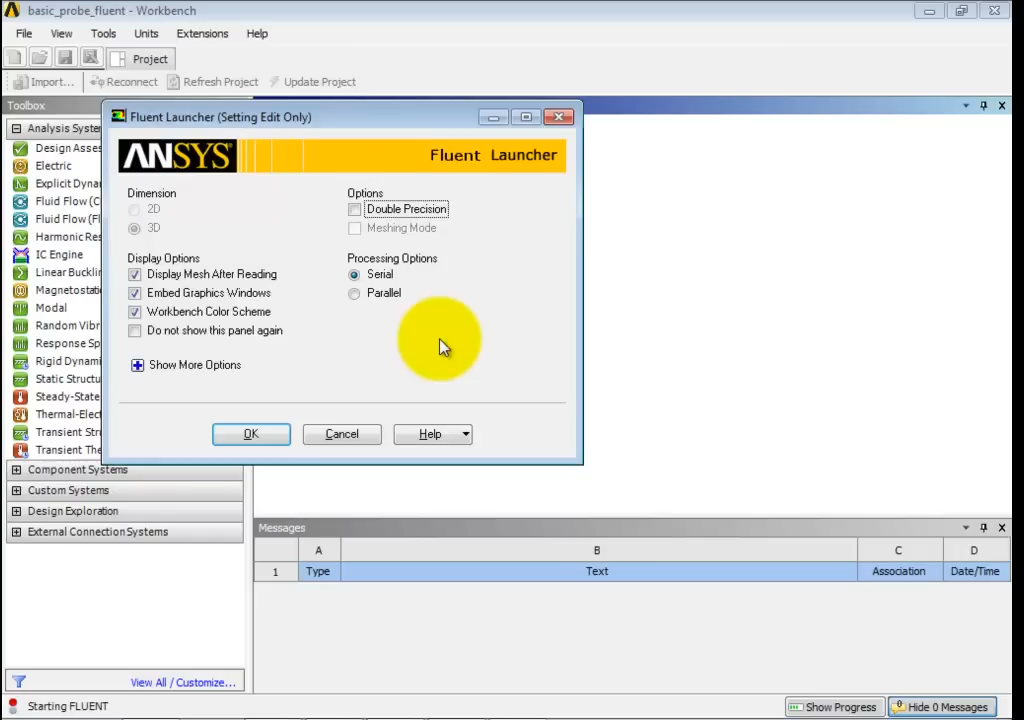 basic_probe_fluent - Workbench
File View Tools Units Extensions Help
Project
Import... Reconnect Refresh Project Update Project
Toolbox
Analysis Syste
Design Asses
Electric
Explicit Dyna
Fluid Flow (C
Fluid Flow (Fl
Harmonic Res
IC Engine
Linear Bucklin
Magnetostati
Modal
Random Vibr
Response Sp
Rigid Dynami
Static Structu
Steady-State
Thermal-Elect
Transient Str
Transient The
Component Systems
Custom Systems
Design Exploration
External Connection Systems
View All / Customize...
Fluent Launcher (Setting Edit Only)
ANSYS Fluent Launcher
Dimension
2D
3D
Options
Double Precision
Meshing Mode
Display Options
Display Mesh After Reading
Embed Graphics Windows
Workbench Color Scheme
Do not show this panel again
Processing Options
Serial
Parallel
Show More Options
OK Cancel Help
Messages
A B C D
1 Type Text Association Date/Time
Starting FLUENT
Show Progress Hide 0 Messages